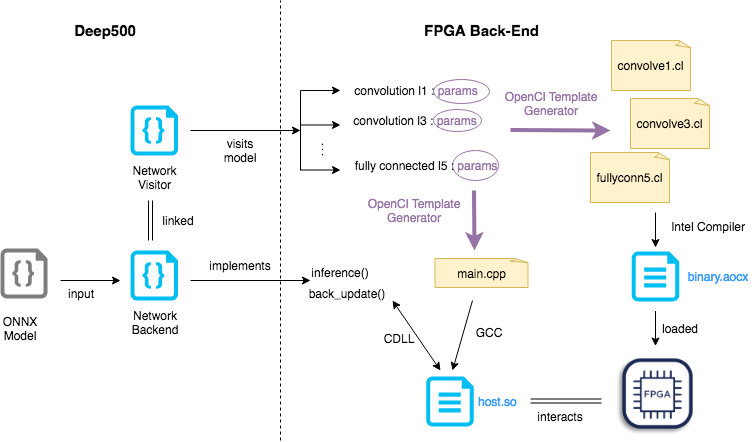 Deep500
FPGA Back-End
convolve1.cl
convolution l1 : params
OpenCl Template
Generator
convolution l3 : params
convolve3.cl
visits
model
:
Network
Visitor
fully connected l5 : params
fullyconn5.cl
OpenCl Template
Generator
linked
Intel Compiler
implements
inference()
main.cpp
binary.aocx
input
back_update()
ONNX
Model
Network
Backend
CDLL
GCC
loaded
FPGA
host.so
interacts